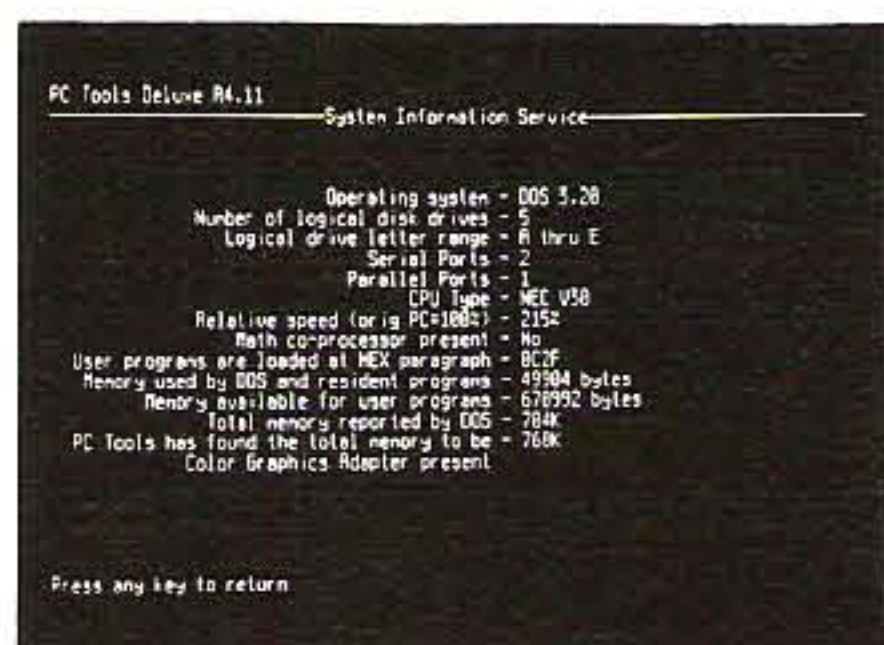 PC Tools Deluxe R4.11
System Information Service
Operating system - DOS 3.20
Number of logical disk drives - 5
Logical drive letter range - A thru E
Serial Ports - 2
Parallel Ports - 1
CPU Type - NEC V30
Relative speed (orig PC=100%) - 215%
Math co-processor present - No
User programs are loaded at HEX paragraph - 0C2F
Memory used by DOS and resident programs - 49904 bytes
Memory available for user programs - 670992 bytes
Total memory reported by DOS - 704K
PC Tools has found the total memory to be - 768K
Color Graphics Adapter present
Press any key to return